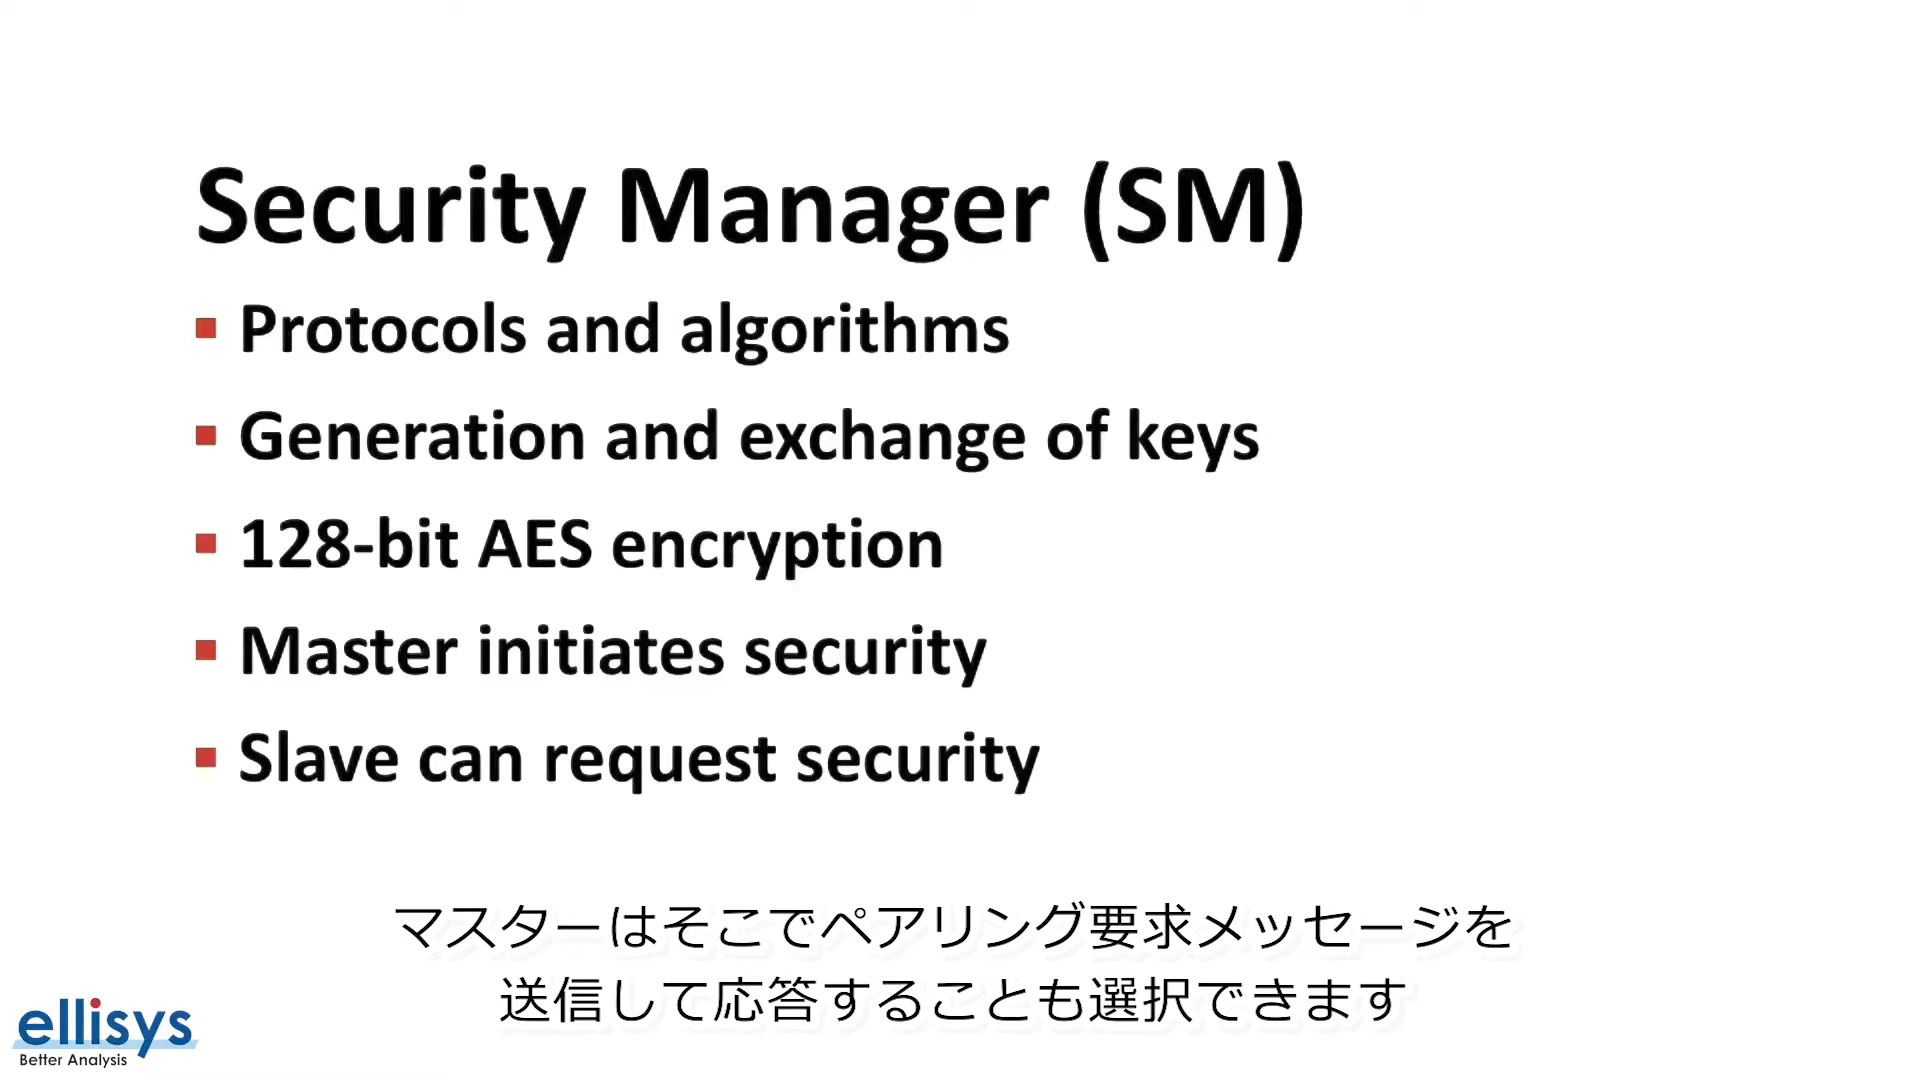 Security Manager (SM)
Protocols and algorithms
Generation and exchange of keys
128-bit AES encryption
Master initiates security
Slave can request security
マスターはそこでペアリング要求メッセージを
送信して応答することも選択できます
ellisys
Better Analysis